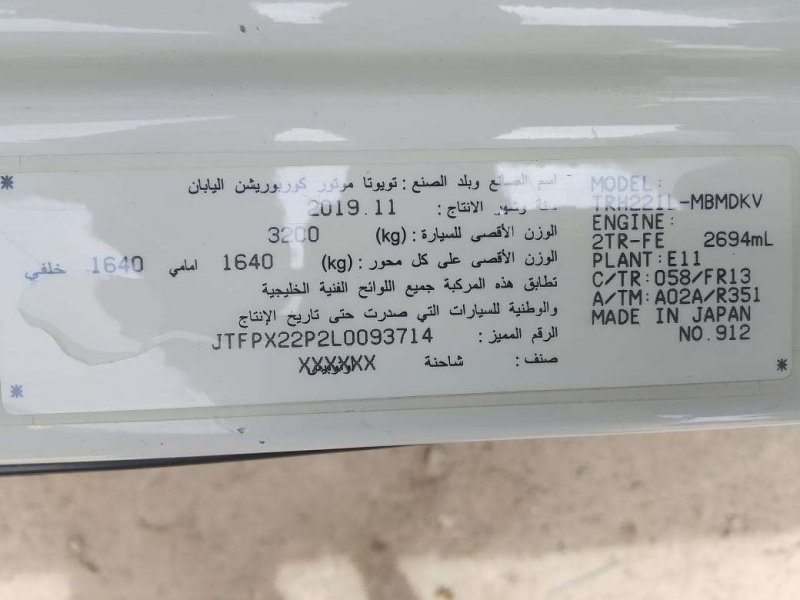 اسم الصانع وبلد الصنع : تويوتا موتور كوربوريشن اليابان
سنة وشهور الانتاج : 2019.11
الوزن الأقصى للسيارة : (kg) 3200
الوزن الأقصى على كل محور : (kg) 1640 امامي 1640 خلفي
تطابق هذه المركبة جميع اللوائح الفنية الخليجية
والوطنية للسيارات التي صدرت حتى تاريخ الإنتاج
الرقم المميز : JTFPX22P2L0093714
صنف : شاحنة XXXXXX
MODEL:
TRH221L-MBMDKV
ENGINE:
2TR-FE 2694mL
PLANT:E11
C/TR:058/FR13
A/TM:A02A/R351
MADE IN JAPAN
NO.912